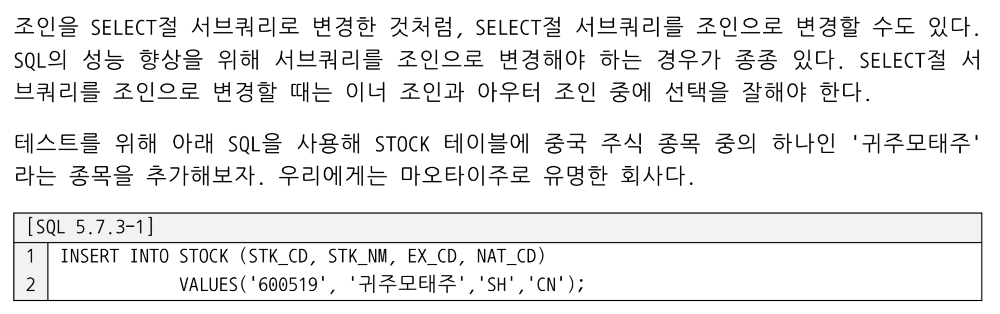 조인을 SELECT절 서브쿼리로 변경한 것처럼, SELECT절 서브쿼리를 조인으로 변경할 수도 있다.
SQL의 성능 향상을 위해 서브쿼리를 조인으로 변경해야 하는 경우가 종종 있다. SELECT절 서
브쿼리를 조인으로 변경할 때는 이너 조인과 아우터 조인 중에 선택을 잘해야 한다.
테스트를 위해 아래 SQL을 사용해 STOCK 테이블에 중국 주식 종목 중의 하나인 '귀주모태주'
라는 종목을 추가해보자. 우리에게는 마오타이주로 유명한 회사다.
[SQL 5.7.3-1]
1 INSERT INTO STOCK (STK_CD, STK_NM, EX_CD, NAT_CD)
2 VALUES('600519', '귀주모태주','SH','CN');